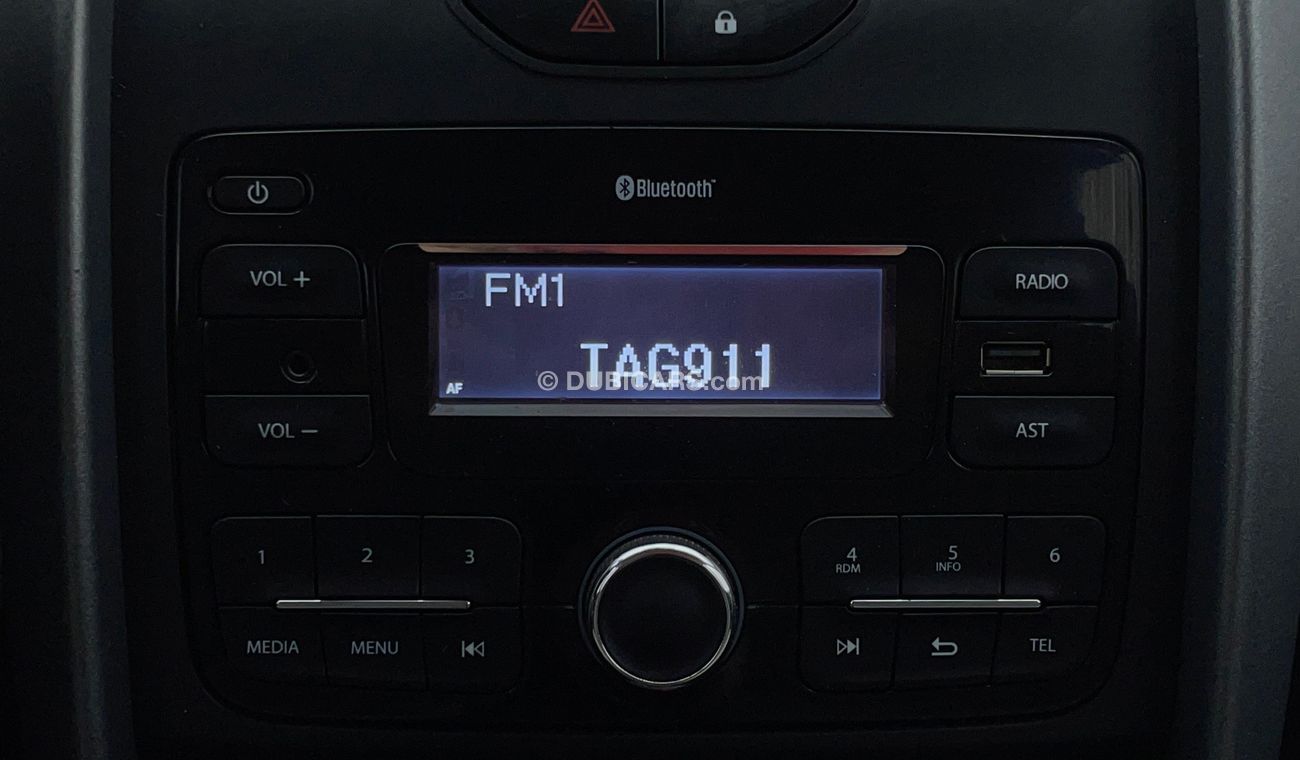 Bluetooth™
VOL +
RADIO
FM1
TAG911
AF
© DUBICARS.com
VOL –
AST
1
2
3
4
RDM
5
INFO
6
MEDIA
MENU
TEL